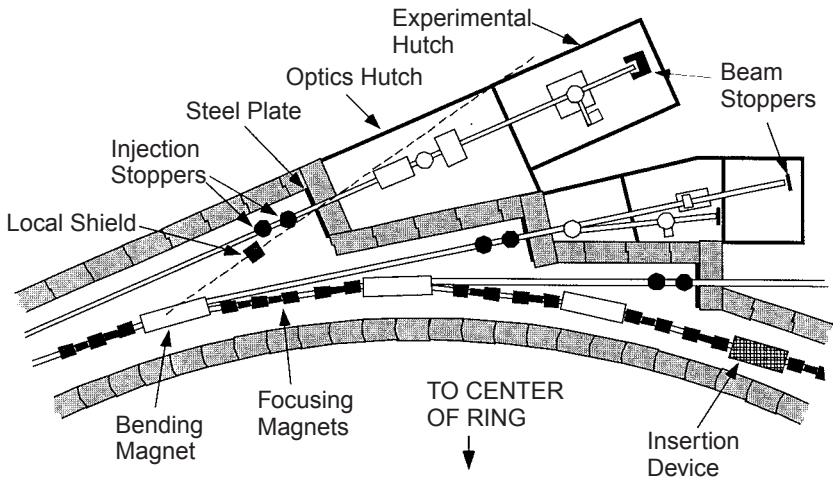 Experimental
Hutch
Optics Hutch
Beam
Stoppers
Steel Plate
Injection
Stoppers
Local Shield
TO CENTER
OF RING
Bending
Magnet
Focusing
Magnets
Insertion
Device